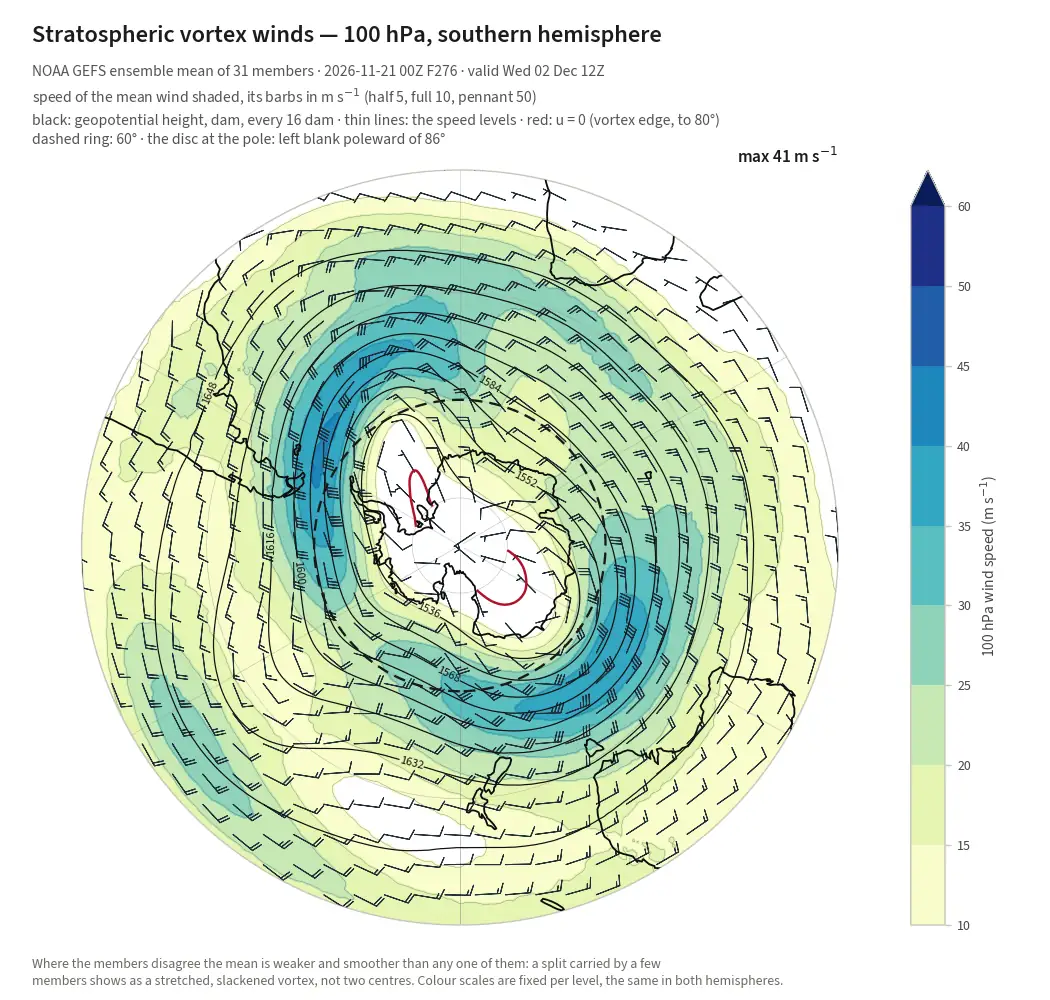 Stratospheric vortex winds — 100 hPa, southern hemisphere
NOAA GEFS ensemble mean of 31 members · 2026-11-21 00Z F276 · valid Wed 02 Dec 12Z
speed of the mean wind shaded, its barbs in m s⁻¹ (half 5, full 10, pennant 50)
black: geopotential height, dam, every 16 dam · thin lines: the speed levels · red: u = 0 (vortex edge, to 80°)
dashed ring: 60° · the disc at the pole: left blank poleward of 86°
max 41 m s⁻¹
60
50
45
40
35
30
25
20
15
10
100 hPa wind speed (m s⁻¹)
1584
1648
1552
1616
1600
1536
1568
1632
Where the members disagree the mean is weaker and smoother than any one of them: a split carried by a few
members shows as a stretched, slackened vortex, not two centres. Colour scales are fixed per level, the same in both hemispheres.